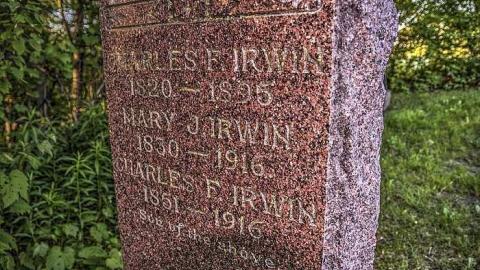 CHARLES F. IRWIN
1820 — 1895
MARY J IRWIN
1830 — 1916
CHARLES F. IRWIN
1851 — 1916
Son of the above